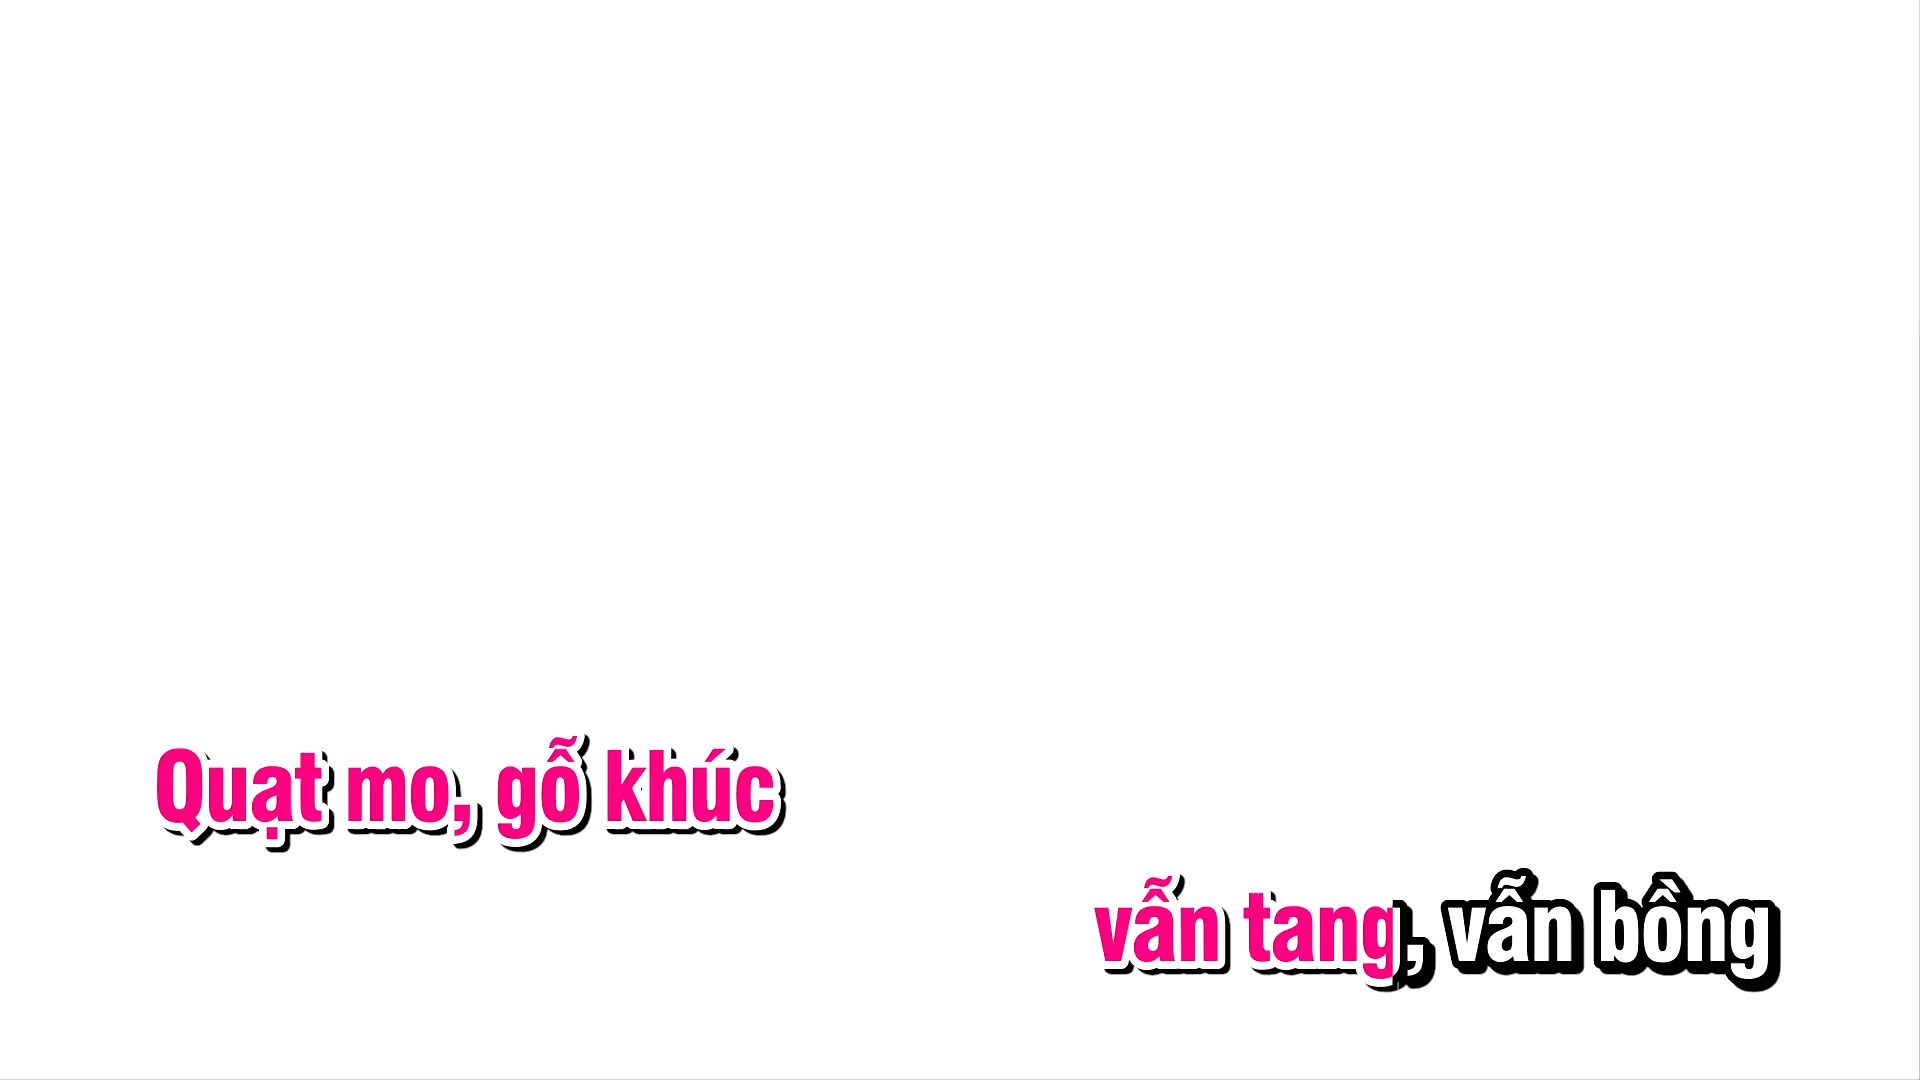 Quạt mo, gỗ khúc
vẫn tang, vẫn bồng